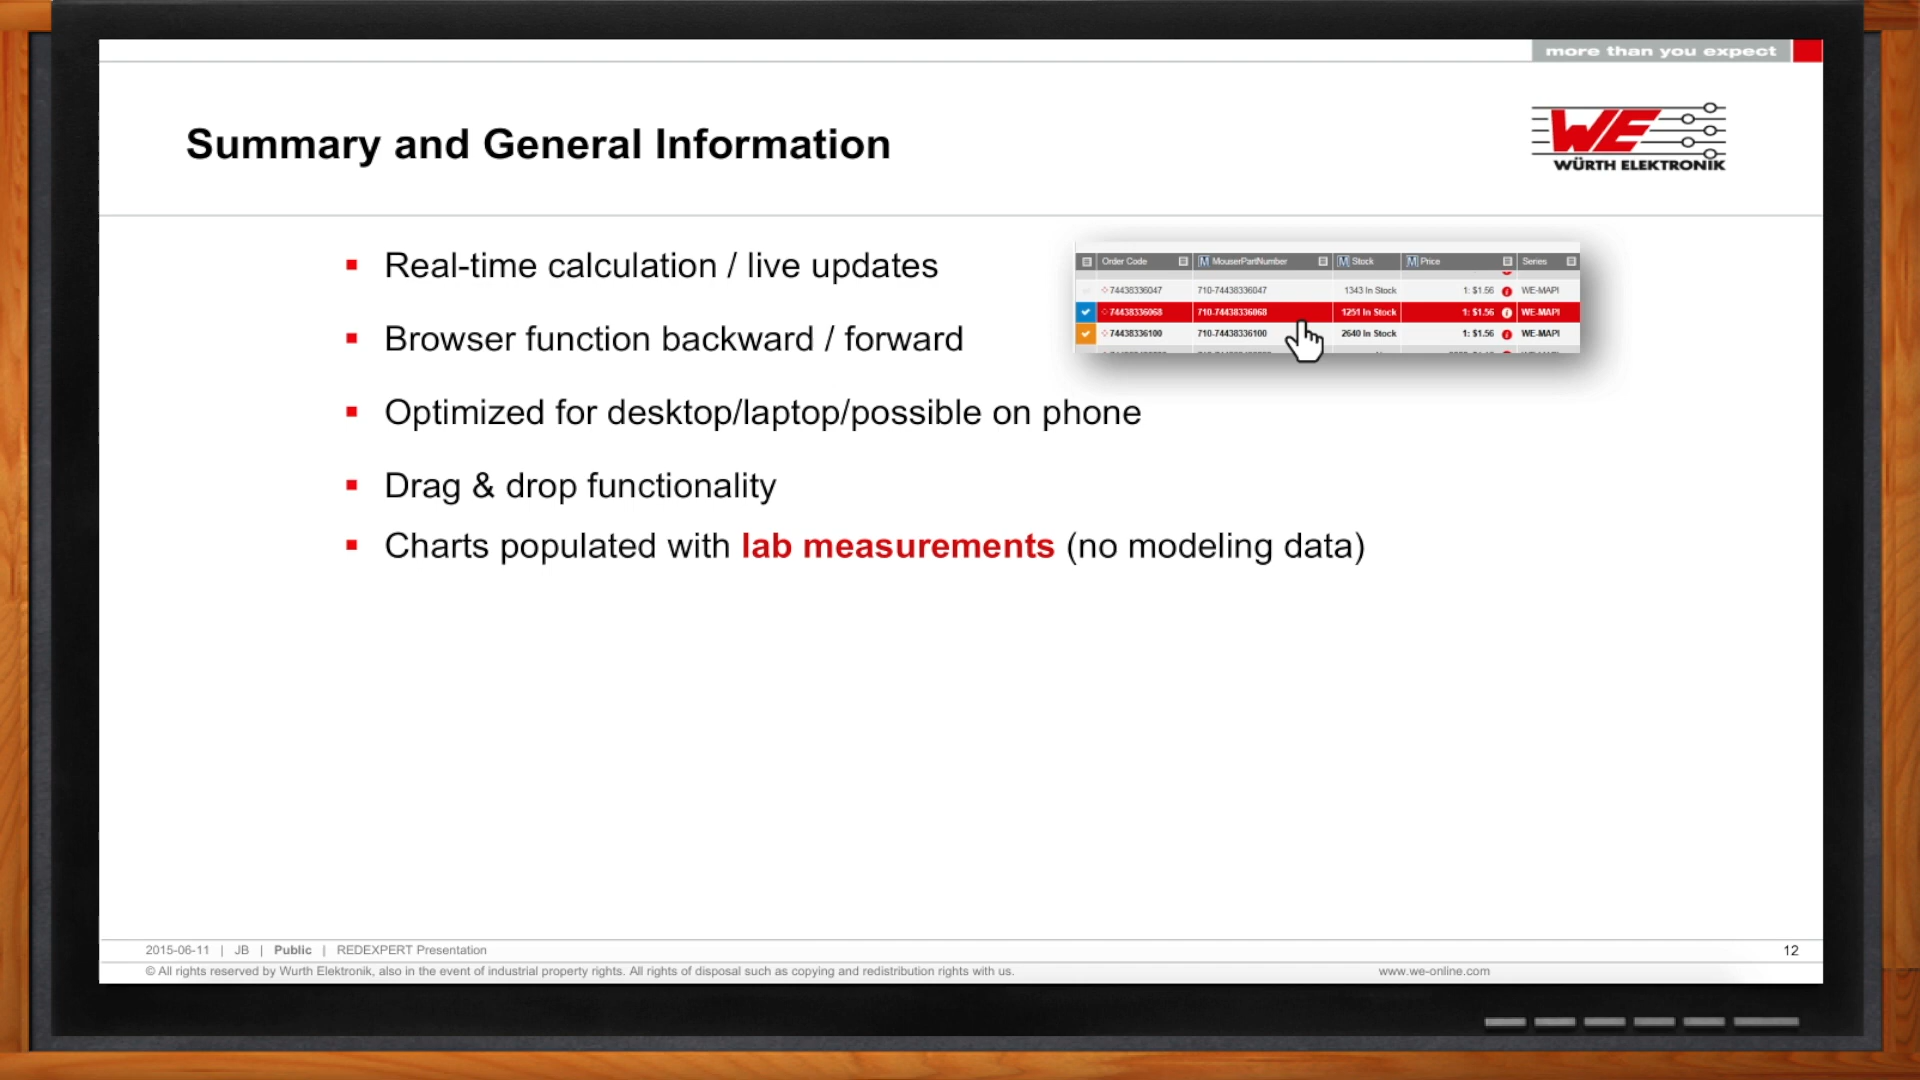 more than you expect
Summary and General Information
WE
WÜRTH ELEKTRONIK
Real-time calculation / live updates
Browser function backward / forward
Optimized for desktop/laptop/possible on phone
Drag & drop functionality
Charts populated with lab measurements (no modeling data)
Order Code M MouserPartNumber M Stock M Price Series
74438336047 710-74438336047 1343 In Stock 1: $1.56 WE-MAPI
74438336068 710-74438336068 1251 In Stock 1: $1.56 WE-MAPI
74438336100 710-74438336100 2640 In Stock 1: $1.56 WE-MAPI
2015-06-11 | JB | Public | REDEXPERT Presentation 12
© All rights reserved by Wurth Elektronik, also in the event of industrial property rights. All rights of disposal such as copying and redistribution rights with us. www.we-online.com